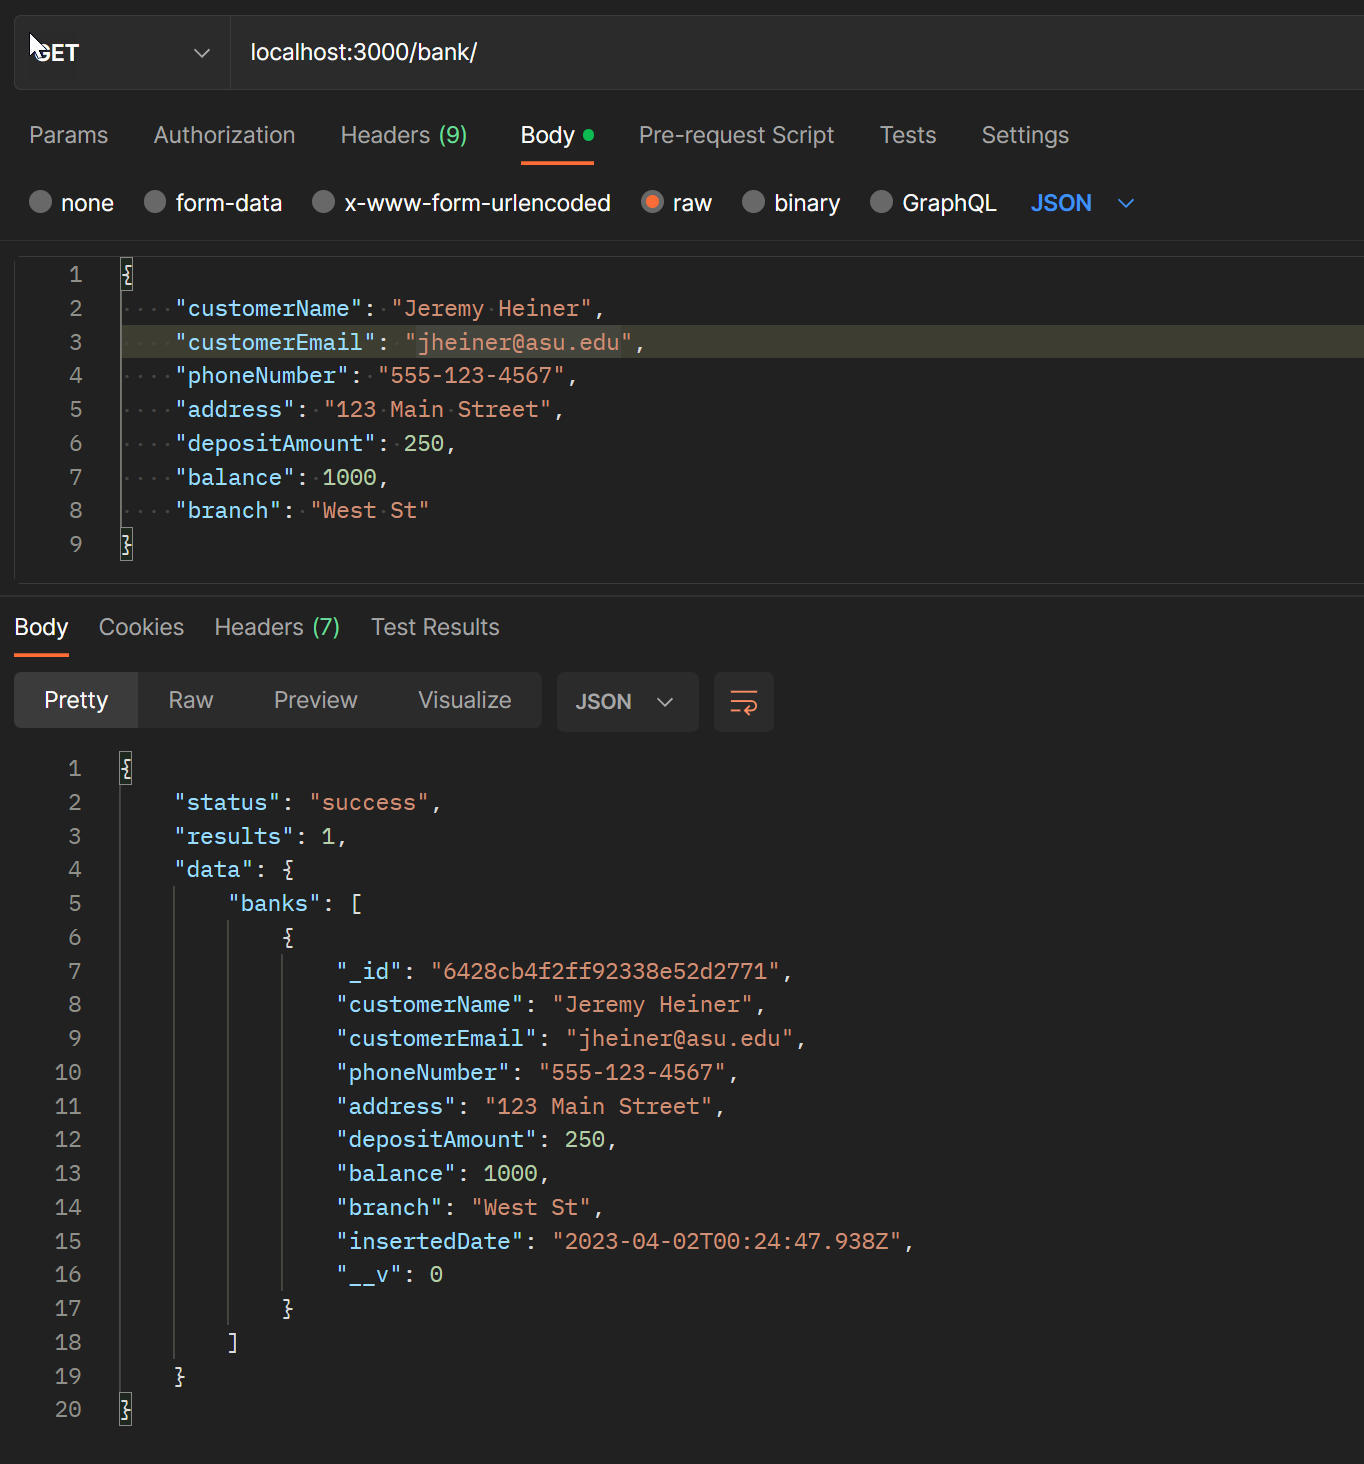 GET localhost:3000/bank/
Params Authorization Headers (9) Body Pre-request Script Tests Settings
none form-data x-www-form-urlencoded raw binary GraphQL JSON
1 {
2 "customerName": "Jeremy Heiner",
3 "customerEmail": "jheiner@asu.edu",
4 "phoneNumber": "555-123-4567",
5 "address": "123 Main Street",
6 "depositAmount": 250,
7 "balance": 1000,
8 "branch": "West St"
9 }
Body Cookies Headers (7) Test Results
Pretty Raw Preview Visualize JSON
1 {
2 "status": "success",
3 "results": 1,
4 "data": {
5 "banks": [
6 {
7 "_id": "6428cb4f2ff92338e52d2771",
8 "customerName": "Jeremy Heiner",
9 "customerEmail": "jheiner@asu.edu",
10 "phoneNumber": "555-123-4567",
11 "address": "123 Main Street",
12 "depositAmount": 250,
13 "balance": 1000,
14 "branch": "West St",
15 "insertedDate": "2023-04-02T00:24:47.938Z",
16 "__v": 0
17 }
18 ]
19 }
20 }